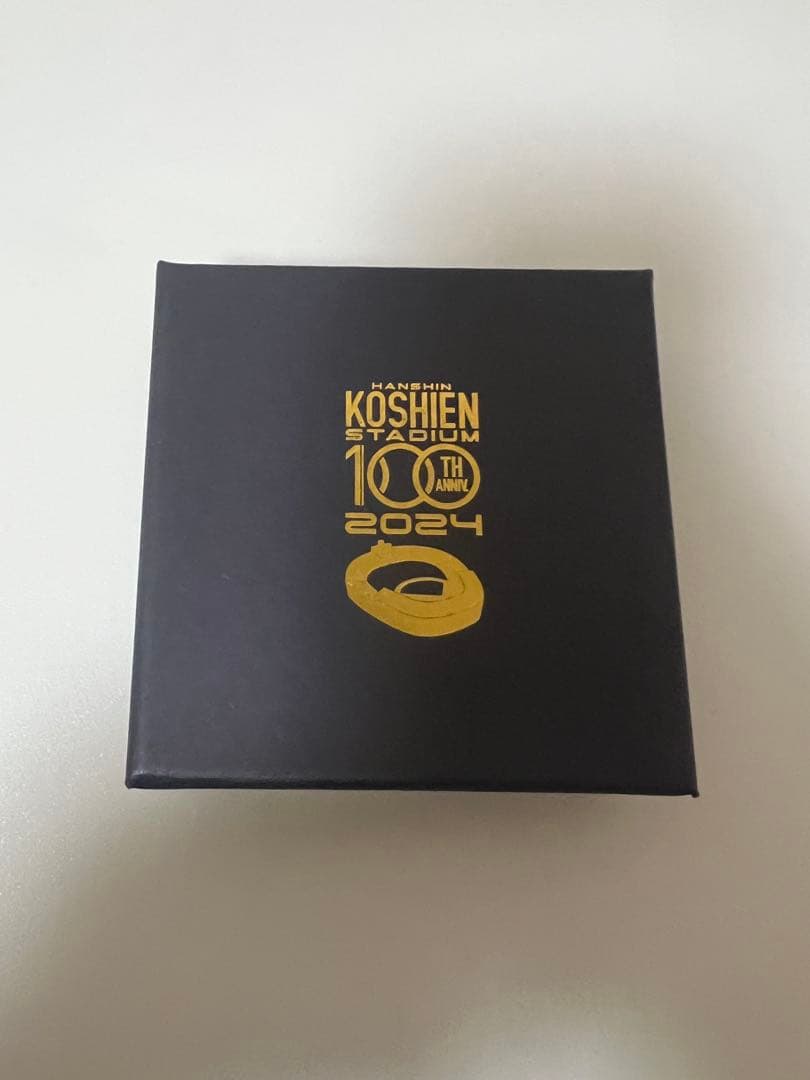 HANSHIN
KOSHIEN
STADIUM
100TH
ANNIV.
2024